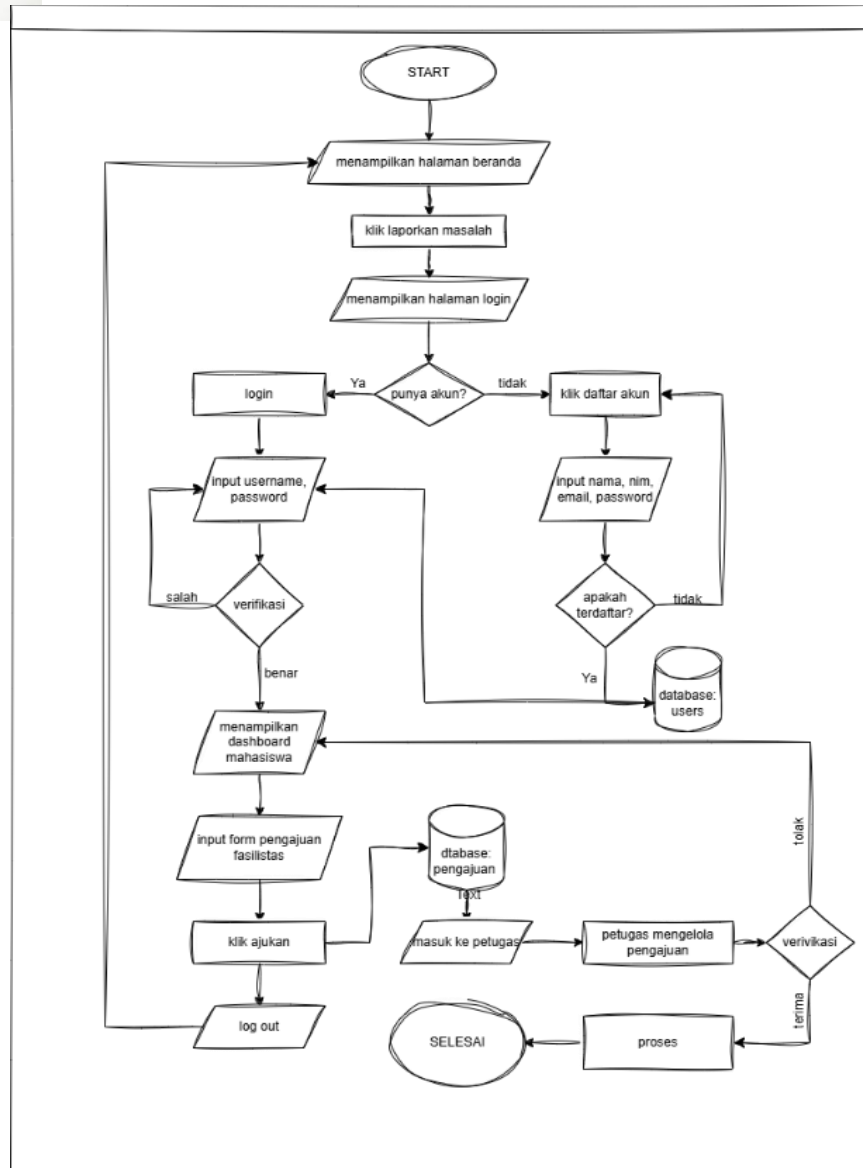 START
menampilkan halaman beranda
klik laporkan masalah
menampilkan halaman login
punya akun?
Ya
tidak
login
klik daftar akun
input username,
password
input nama, nim,
email, password
verifikasi
salah
benar
apakah
terdaftar?
tidak
Ya
database:
users
menampilkan
dashboard
mahasiswa
input form pengajuan
fasilistas
klik ajukan
log out
dtabase:
pengajuan
Text
masuk ke petugas
petugas mengelola
pengajuan
verivikasi
tolak
terima
proses
SELESAI